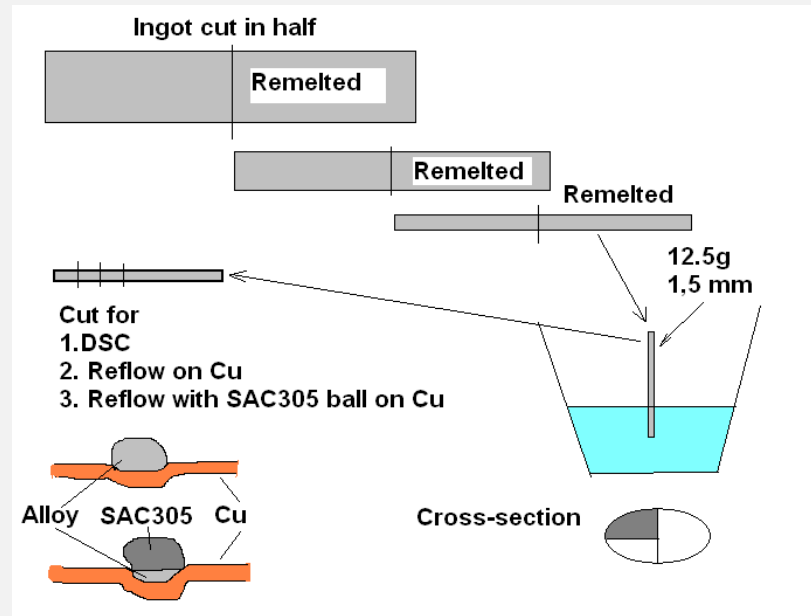 Ingot cut in half
Remelted
Remelted
Remelted
12.5g
1,5 mm
Cut for
1.DSC
2. Reflow on Cu
3. Reflow with SAC305 ball on Cu
Alloy SAC305 Cu
Cross-section